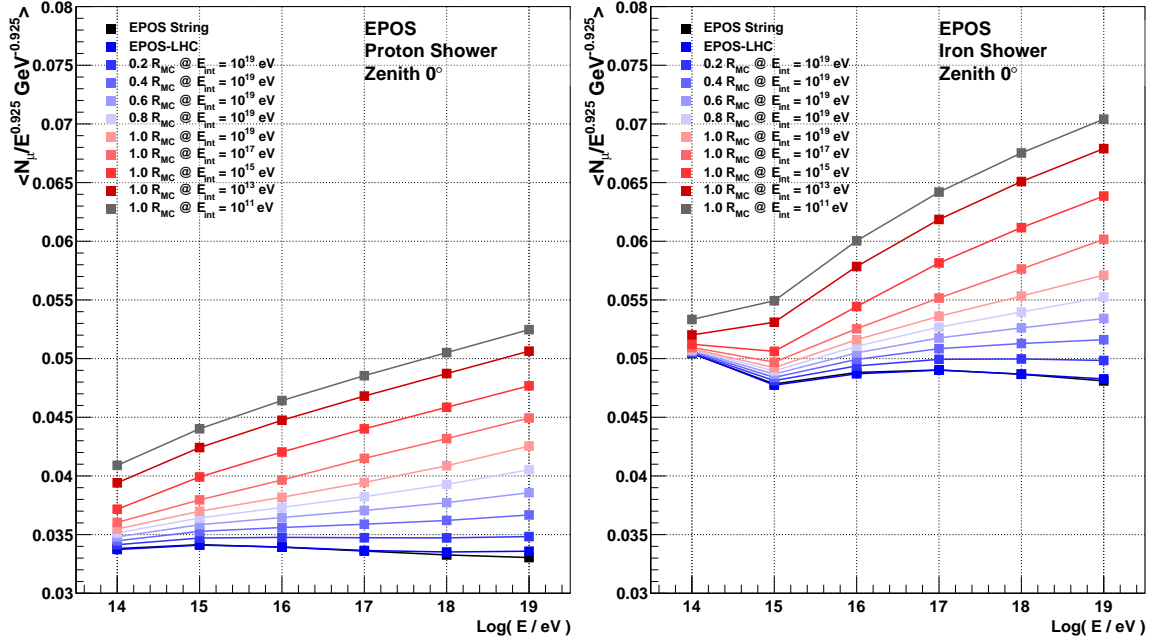 <N_μ/E^0.925 GeV^-0.925>
0.08
0.075
0.07
0.065
0.06
0.055
0.05
0.045
0.04
0.035
0.03
EPOS String
EPOS-LHC
0.2 R_MC @ E_int = 10^19 eV
0.4 R_MC @ E_int = 10^19 eV
0.6 R_MC @ E_int = 10^19 eV
0.8 R_MC @ E_int = 10^19 eV
1.0 R_MC @ E_int = 10^19 eV
1.0 R_MC @ E_int = 10^17 eV
1.0 R_MC @ E_int = 10^15 eV
1.0 R_MC @ E_int = 10^13 eV
1.0 R_MC @ E_int = 10^11 eV
EPOS
Proton Shower
Zenith 0°
14 15 16 17 18 19
Log( E / eV )
<N_μ/E^0.925 GeV^-0.925>
0.08
0.075
0.07
0.065
0.06
0.055
0.05
0.045
0.04
0.035
0.03
EPOS String
EPOS-LHC
0.2 R_MC @ E_int = 10^19 eV
0.4 R_MC @ E_int = 10^19 eV
0.6 R_MC @ E_int = 10^19 eV
0.8 R_MC @ E_int = 10^19 eV
1.0 R_MC @ E_int = 10^19 eV
1.0 R_MC @ E_int = 10^17 eV
1.0 R_MC @ E_int = 10^15 eV
1.0 R_MC @ E_int = 10^13 eV
1.0 R_MC @ E_int = 10^11 eV
EPOS
Iron Shower
Zenith 0°
14 15 16 17 18 19
Log( E / eV )